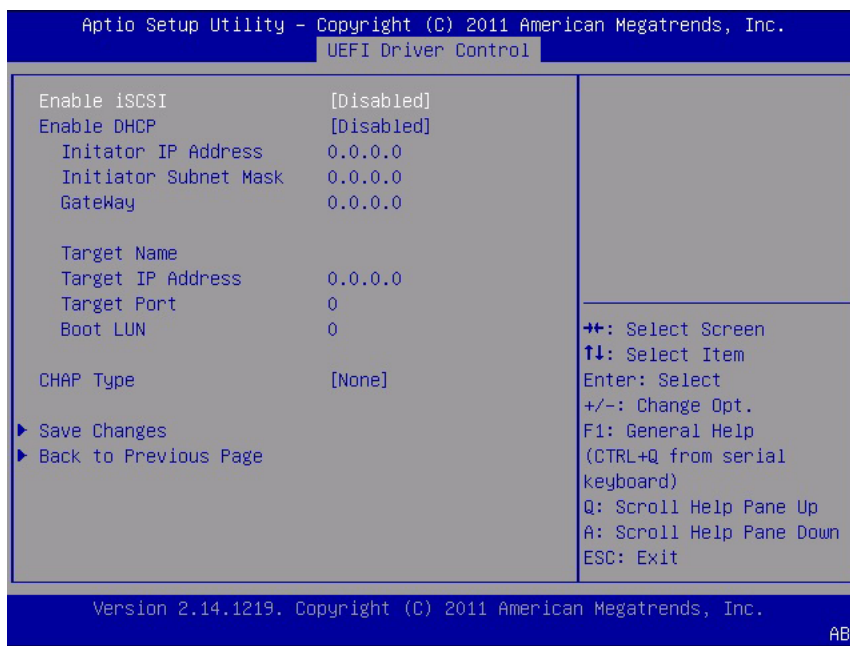 Aptio Setup Utility – Copyright (C) 2011 American Megatrends, Inc.
UEFI Driver Control
Enable iSCSI [Disabled]
Enable DHCP [Disabled]
Initator IP Address 0.0.0.0
Initiator Subnet Mask 0.0.0.0
GateWay 0.0.0.0
Target Name
Target IP Address 0.0.0.0
Target Port 0
Boot LUN 0
CHAP Type [None]
Save Changes
Back to Previous Page
→←: Select Screen
↑↓: Select Item
Enter: Select
+/-: Change Opt.
F1: General Help
(CTRL+Q from serial
keyboard)
Q: Scroll Help Pane Up
A: Scroll Help Pane Down
ESC: Exit
Version 2.14.1219. Copyright (C) 2011 American Megatrends, Inc.
AB